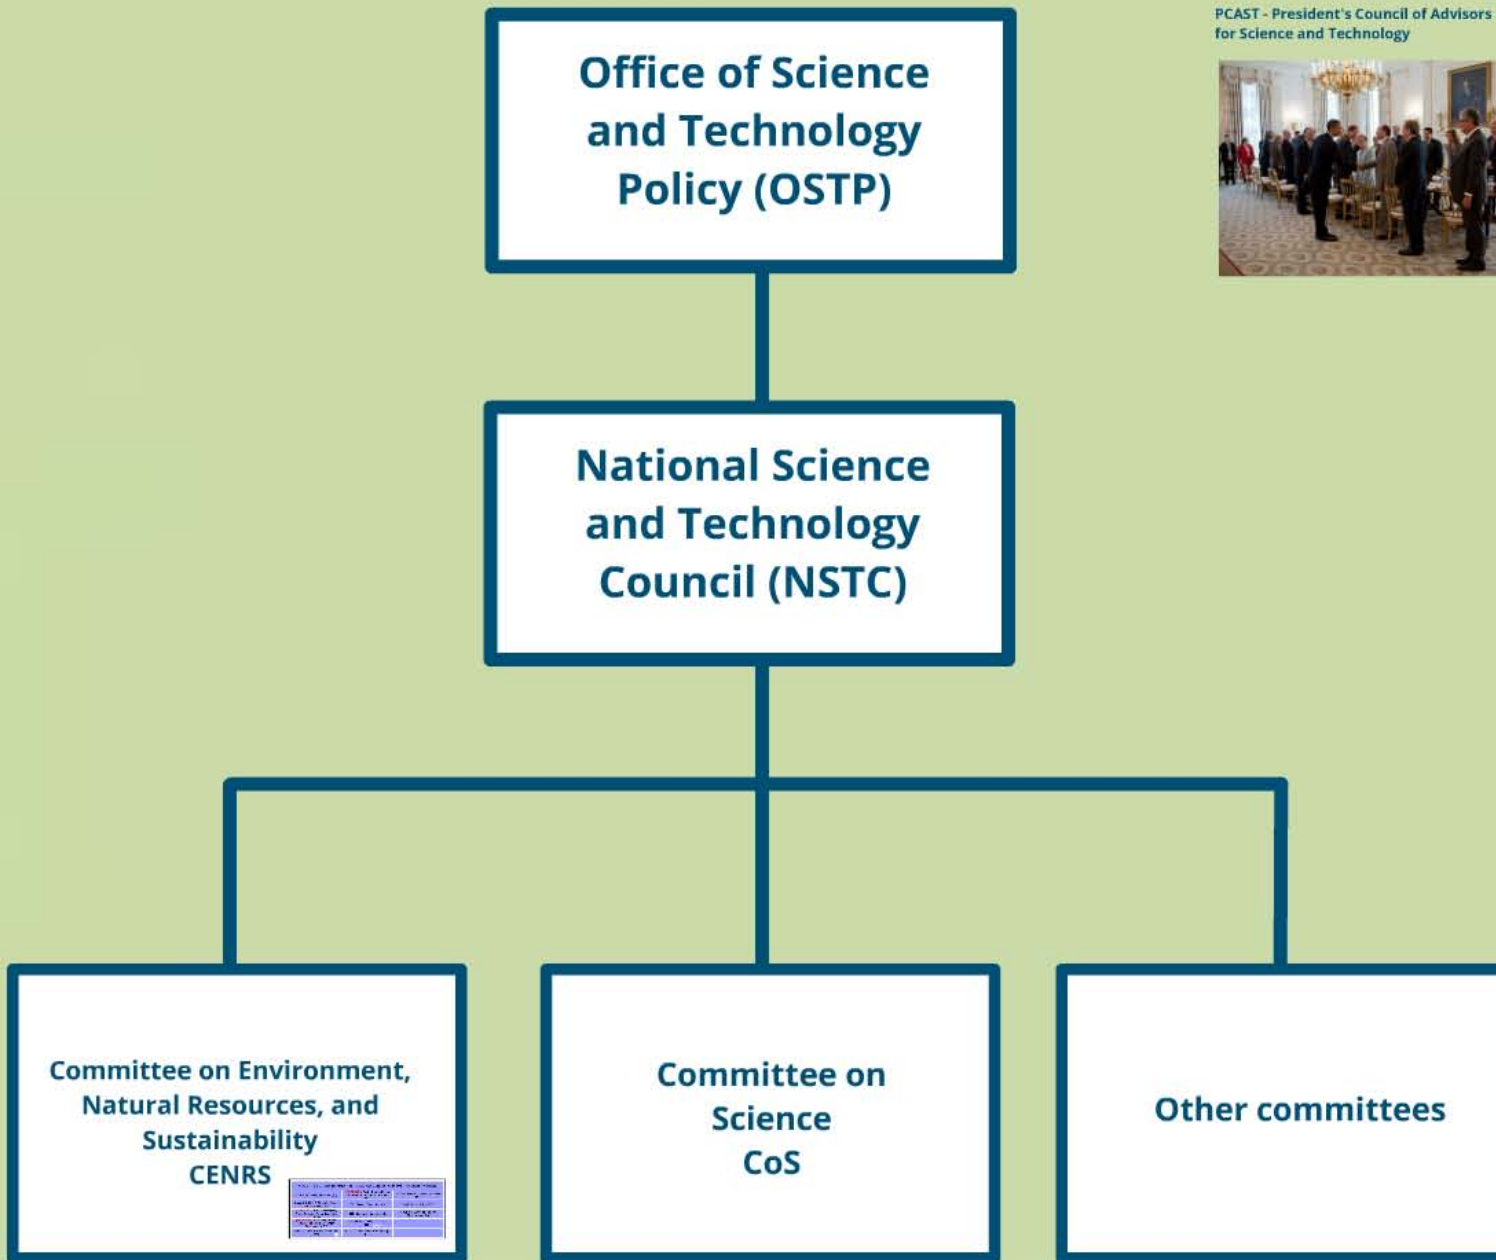 PCAST - President's Council of Advisors
for Science and Technology
Office of Science
and Technology
Policy (OSTP)
National Science
and Technology
Council (NSTC)
Committee on Environment,
Natural Resources, and
Sustainability
CENRS
Committee on
Science
CoS
Other committees